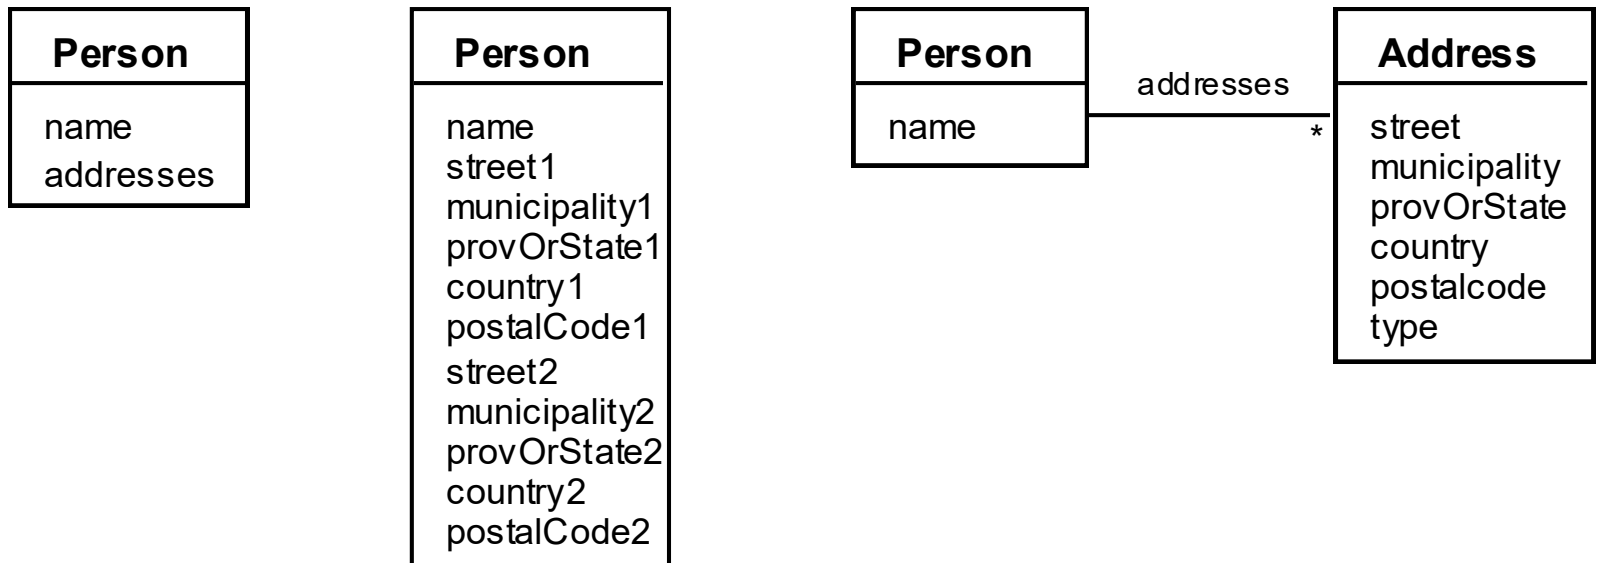 Person
name
addresses
Person
name
street1
municipality1
provOrState1
country1
postalCode1
street2
municipality2
provOrState2
country2
postalCode2
Person
name
addresses
*
Address
street
municipality
provOrState
country
postalcode
type